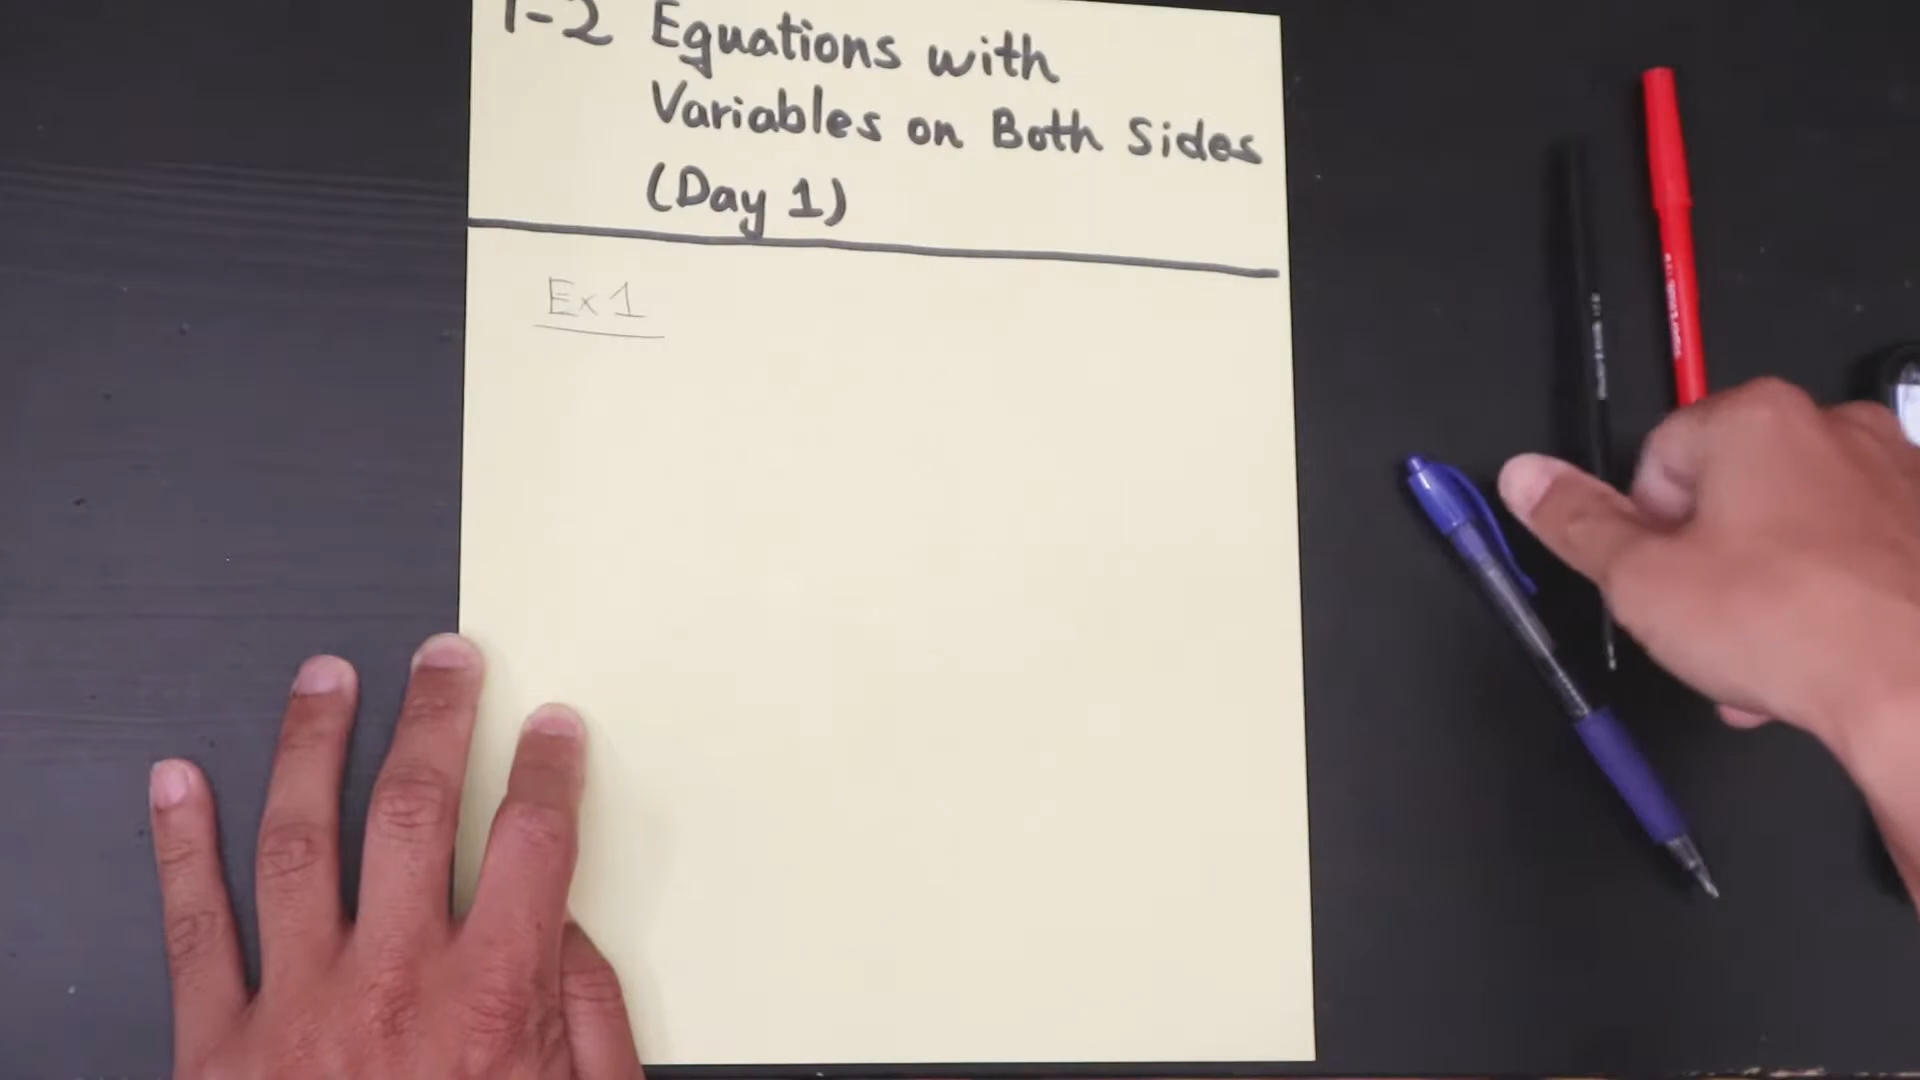 1-2 Equations with
Variables on Both Sides
(Day 1)
Ex 1